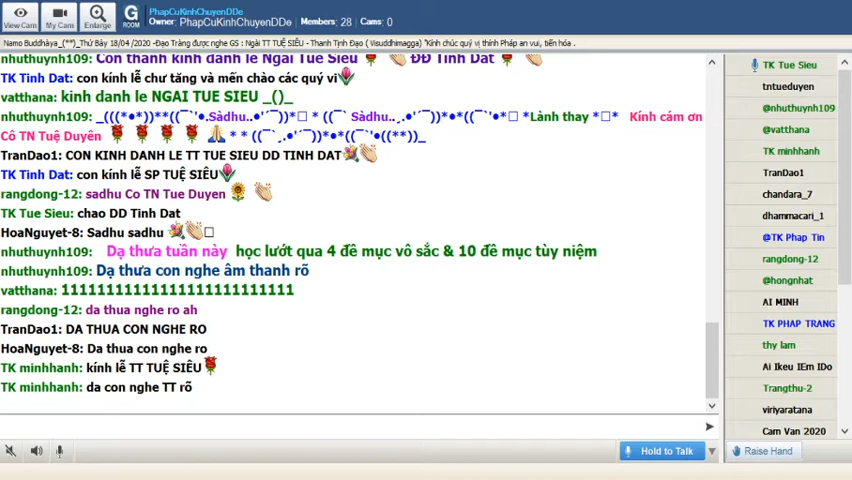 View Cam
My Cam
Enlarge
G
ROOM
PhapCuKinhChuyenDDe
Owner: PhapCuKinhChuyenDDe Members: 28 Cams: 0
Namo Buddhàya_(**)_Thứ Bảy 18/04 /2020 -Đạo Tràng được nghe GS : Ngài TT TUỆ SIÊU - Thanh Tịnh Đạo ( Visuddhimagga) "Kính chúc quý vị thính Pháp an vui, tiến hóa .
nhuthuynh109: Con thành kính đảnh lễ Ngài Tuệ Siêu ĐĐ Tinh Dat
TK Tinh Dat: con kính lễ chư tăng và mến chào các quý vi
vatthana: kinh danh le NGAI TUE SIEU _()_
nhuthuynh109: _(((*•*))**((¯`'•.Sàdhu..•'´¯))*•* * ((¯` Sàdhu..¸.•'´¯))*•*((¯`'•* *Lành thay ** Kính cám ơn
Cô TN Tuệ Duyên * * ((¯`¸.•'´¯))*•*((¯`'•((**))_
TranDao1: CON KINH DANH LE TT TUE SIEU DD TINH DAT
TK Tinh Dat: con kính lễ SP TUỆ SIÊU
rangdong-12: sadhu Co TN Tue Duyen
TK Tue Sieu: chao DD Tinh Dat
HoaNguyet-8: Sadhu sadhu
nhuthuynh109: Dạ thưa tuần này học lướt qua 4 đề mục vô sắc & 10 đề mục tùy niệm
nhuthuynh109: Dạ thưa con nghe âm thanh rõ
vatthana: 11111111111111111111111111
rangdong-12: da thua nghe ro ah
TranDao1: DA THUA CON NGHE RO
HoaNguyet-8: Da thua con nghe ro
TK minhhanh: kính lễ TT TUỆ SIÊU
TK minhhanh: da con nghe TT rõ
TK Tue Sieu
tntueduyen
@nhuthuynh109
@vatthana
TK minhhanh
TranDao1
chandara_7
dhammacari_1
@TK Phap Tin
rangdong-12
@hongnhat
AI MINH
TK PHAP TRANG
thy lam
Ai Ikeu IEm IDo
Trangthu-2
viriyaratana
Cam Van 2020
Hold to Talk
Raise Hand